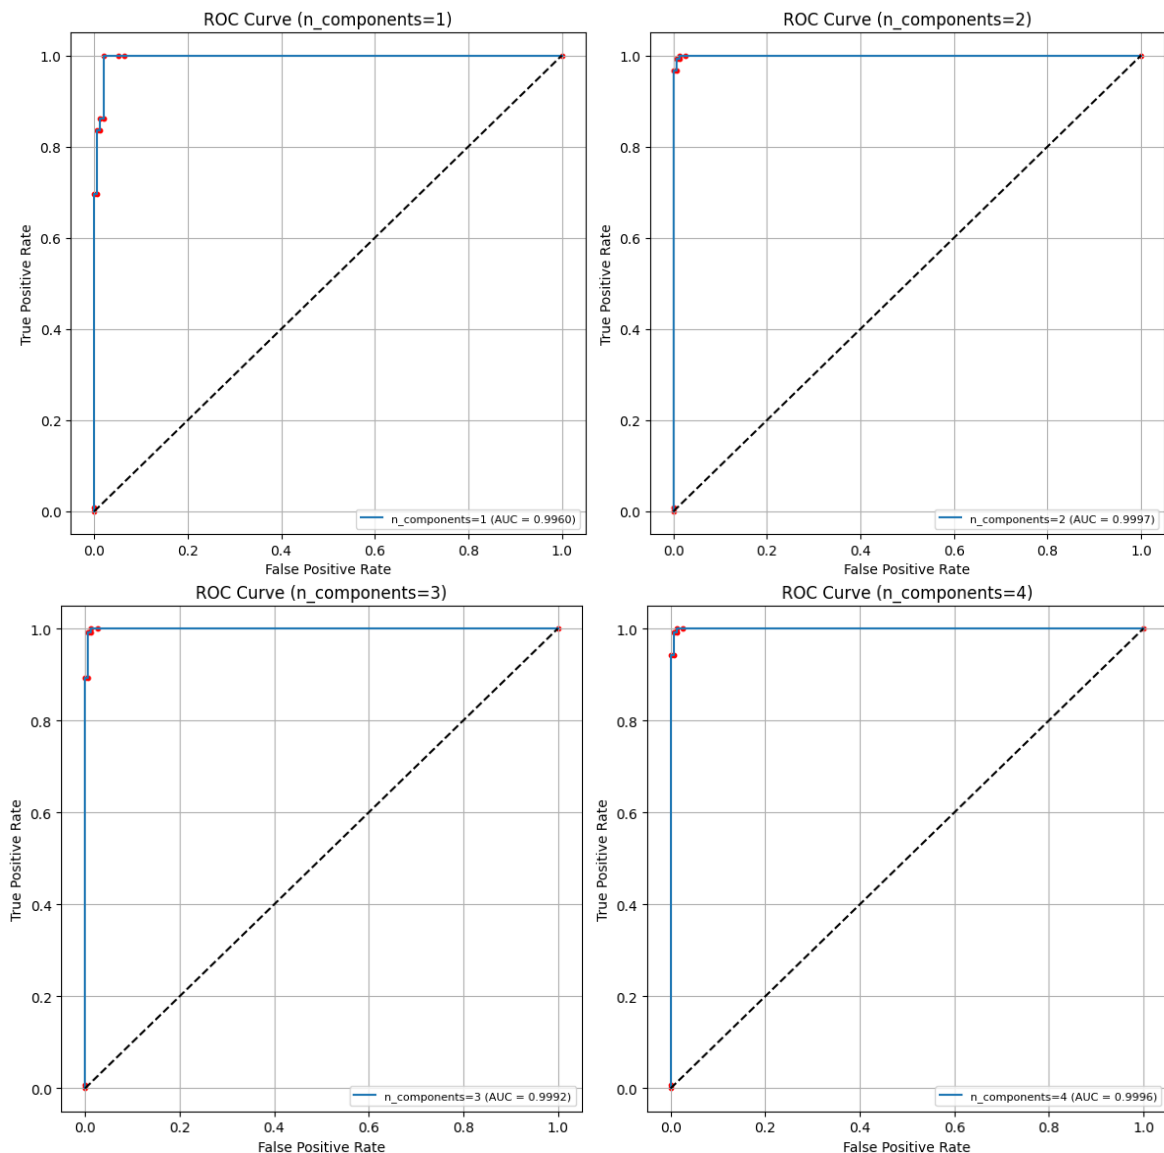 ROC Curve (n_components=1)
True Positive Rate
1.0
0.8
0.6
0.4
0.2
0.0
n_components=1 (AUC = 0.9960)
0.0 0.2 0.4 0.6 0.8 1.0
False Positive Rate
ROC Curve (n_components=2)
True Positive Rate
1.0
0.8
0.6
0.4
0.2
0.0
n_components=2 (AUC = 0.9997)
0.0 0.2 0.4 0.6 0.8 1.0
False Positive Rate
ROC Curve (n_components=3)
True Positive Rate
1.0
0.8
0.6
0.4
0.2
0.0
n_components=3 (AUC = 0.9992)
0.0 0.2 0.4 0.6 0.8 1.0
False Positive Rate
ROC Curve (n_components=4)
True Positive Rate
1.0
0.8
0.6
0.4
0.2
0.0
n_components=4 (AUC = 0.9996)
0.0 0.2 0.4 0.6 0.8 1.0
False Positive Rate